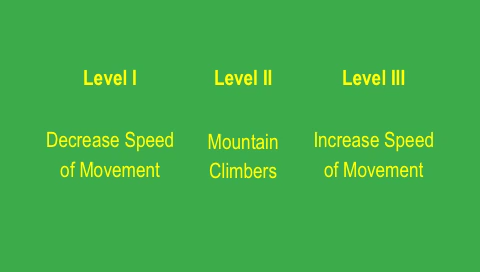 Level I
Decrease Speed
of Movement
Level II
Mountain
Climbers
Level III
Increase Speed
of Movement